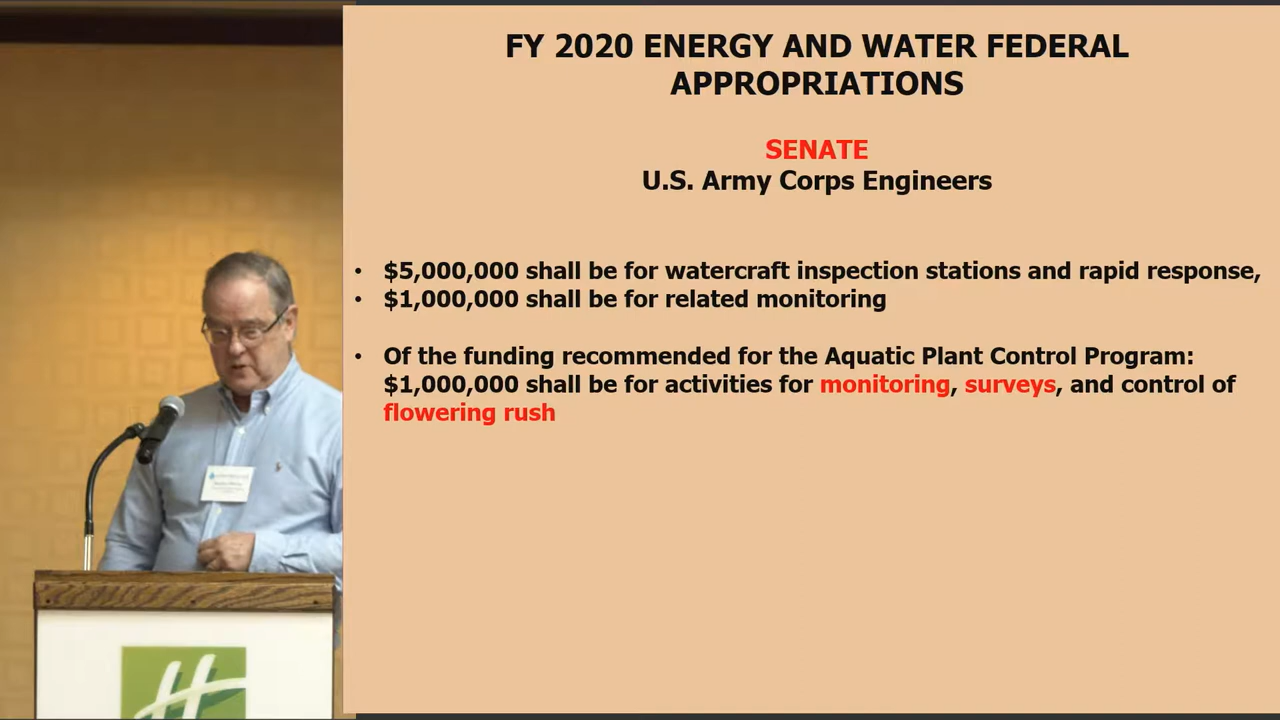 FY 2020 ENERGY AND WATER FEDERAL
APPROPRIATIONS
SENATE
U.S. Army Corps Engineers
• $5,000,000 shall be for watercraft inspection stations and rapid response,
• $1,000,000 shall be for related monitoring
• Of the funding recommended for the Aquatic Plant Control Program:
$1,000,000 shall be for activities for monitoring, surveys, and control of
flowering rush
H